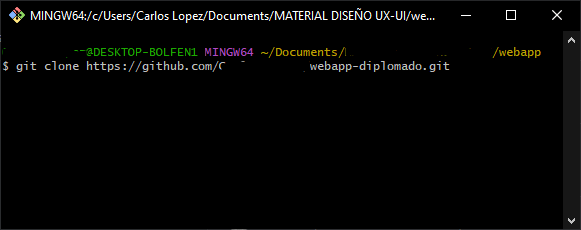 MINGW64:/c/Users/Carlos Lopez/Documents/MATERIAL DISEÑO UX-UI/we...
@DESKTOP-BOLFEN1 MINGW64 ~/Documents/ /webapp
$ git clone https://github.com/ webapp-diplomado.git